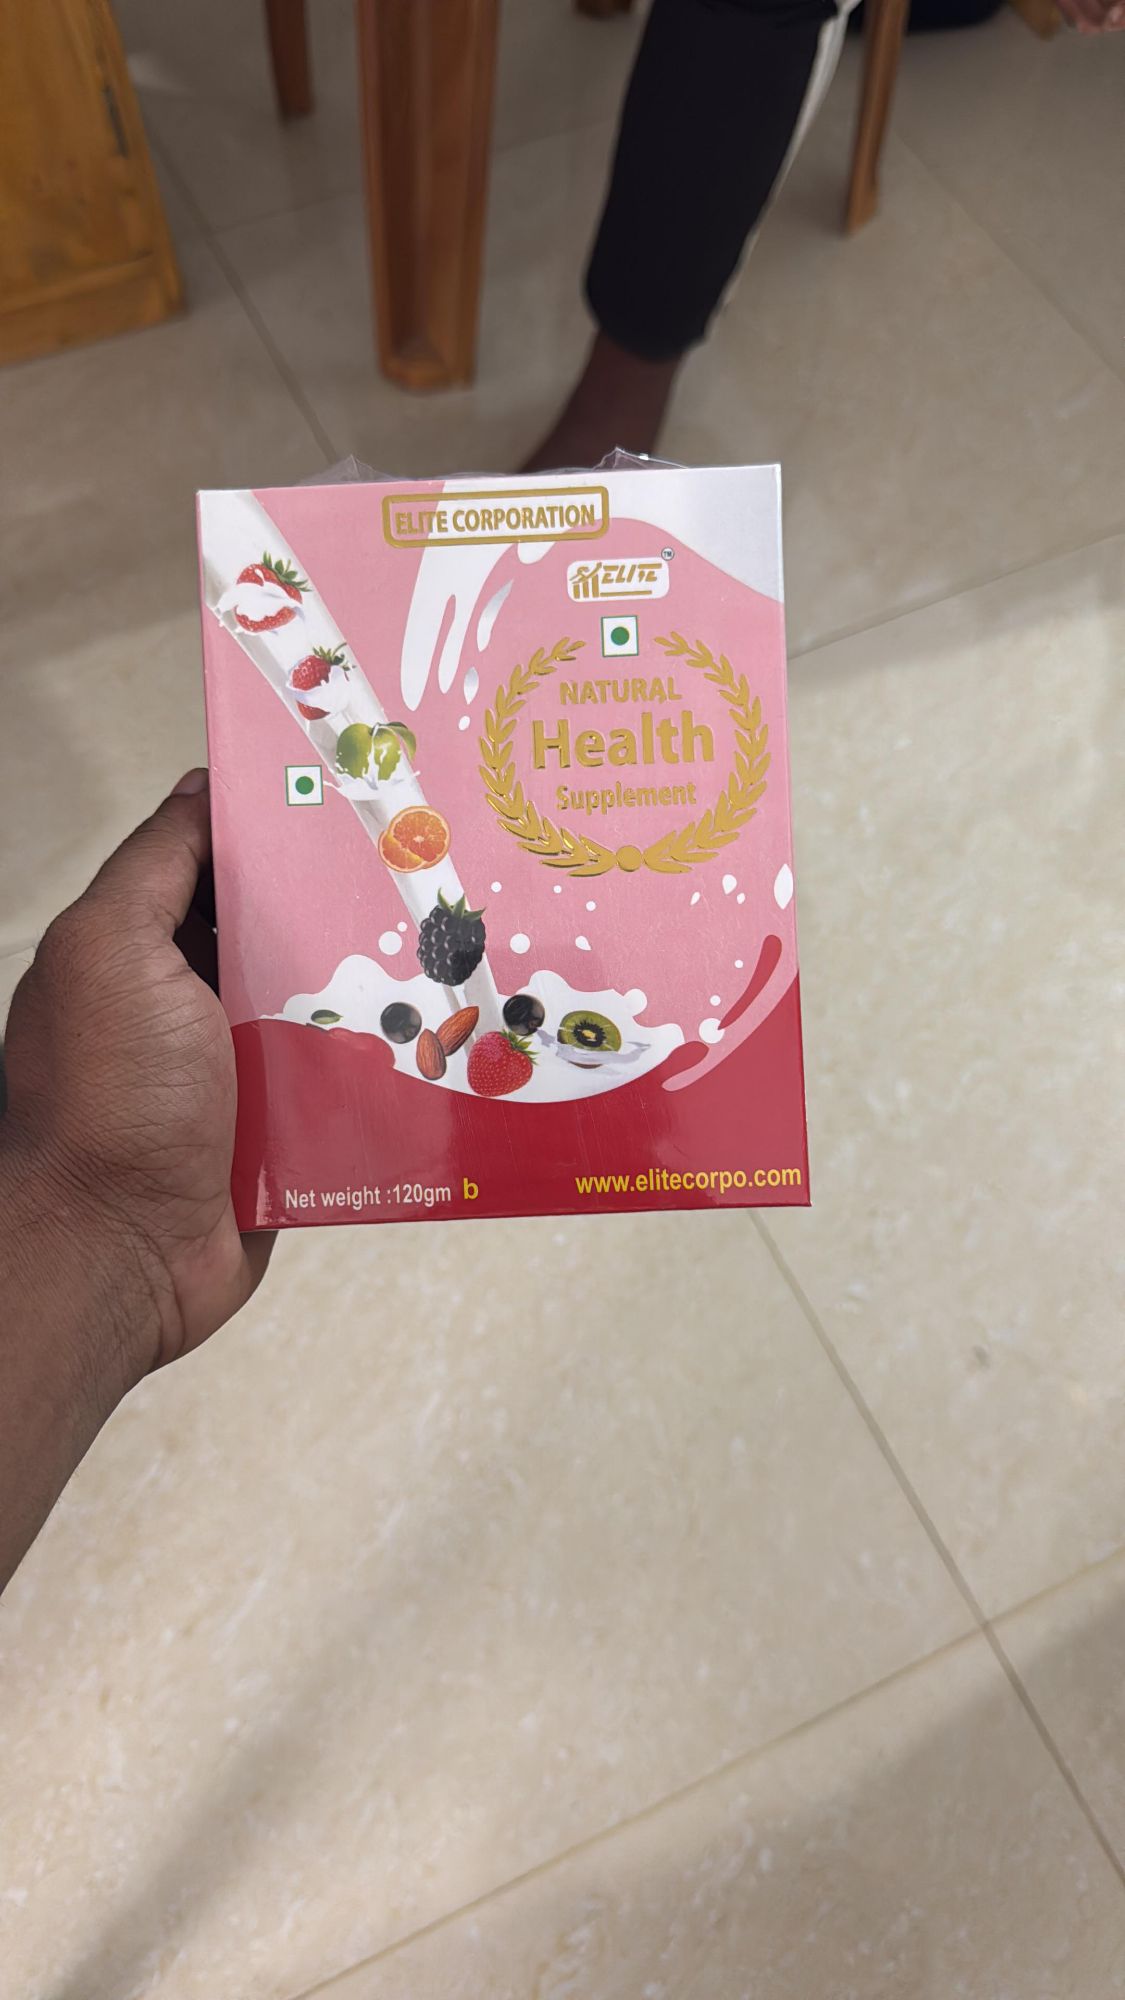 ELITE CORPORATION
ELITE
TM
NATURAL
Health
Supplement
Net weight :120gm b
www.elitecorpo.com